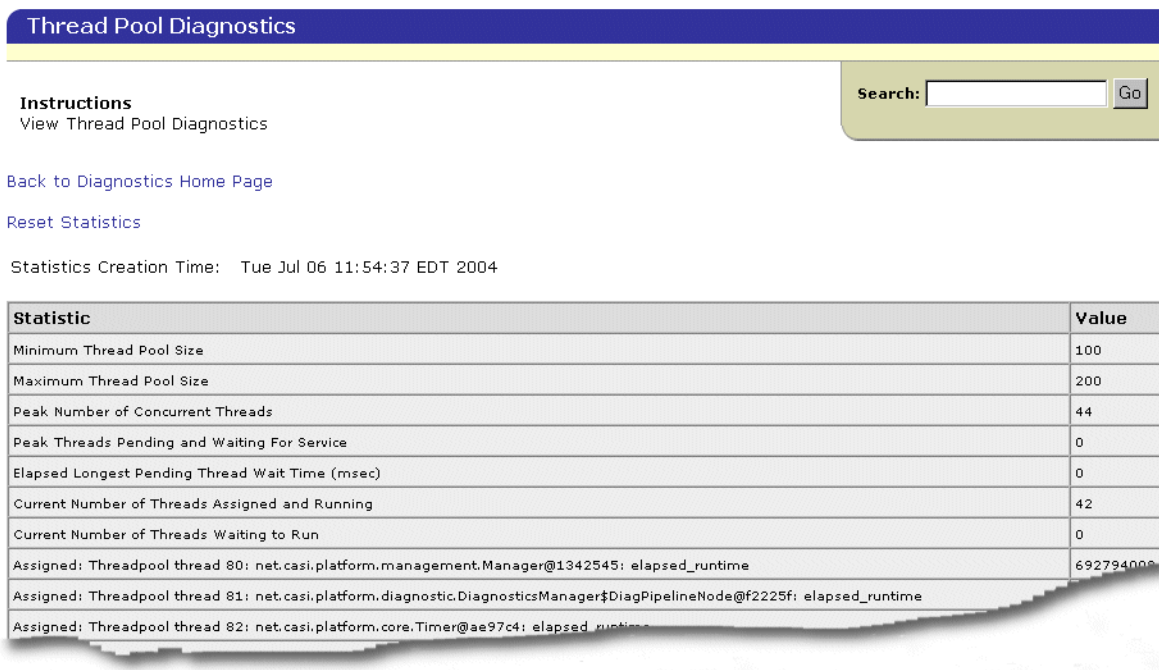 Thread Pool Diagnostics
Search: Go
Instructions
View Thread Pool Diagnostics
Back to Diagnostics Home Page
Reset Statistics
Statistics Creation Time: Tue Jul 06 11:54:37 EDT 2004
Statistic Value
Minimum Thread Pool Size 100
Maximum Thread Pool Size 200
Peak Number of Concurrent Threads 44
Peak Threads Pending and Waiting For Service 0
Elapsed Longest Pending Thread Wait Time (msec) 0
Current Number of Threads Assigned and Running 42
Current Number of Threads Waiting to Run 0
Assigned: Threadpool thread 80: net.casi.platform.management.Manager@1342545: elapsed_runtime
Assigned: Threadpool thread 81: net.casi.platform.diagnostic.DiagnosticsManager$DiagPipelineNode@f2225f: elapsed_runtime
Assigned: Threadpool thread 82: net.casi.platform.core.Timer@ae97c4: elapsed_runtime